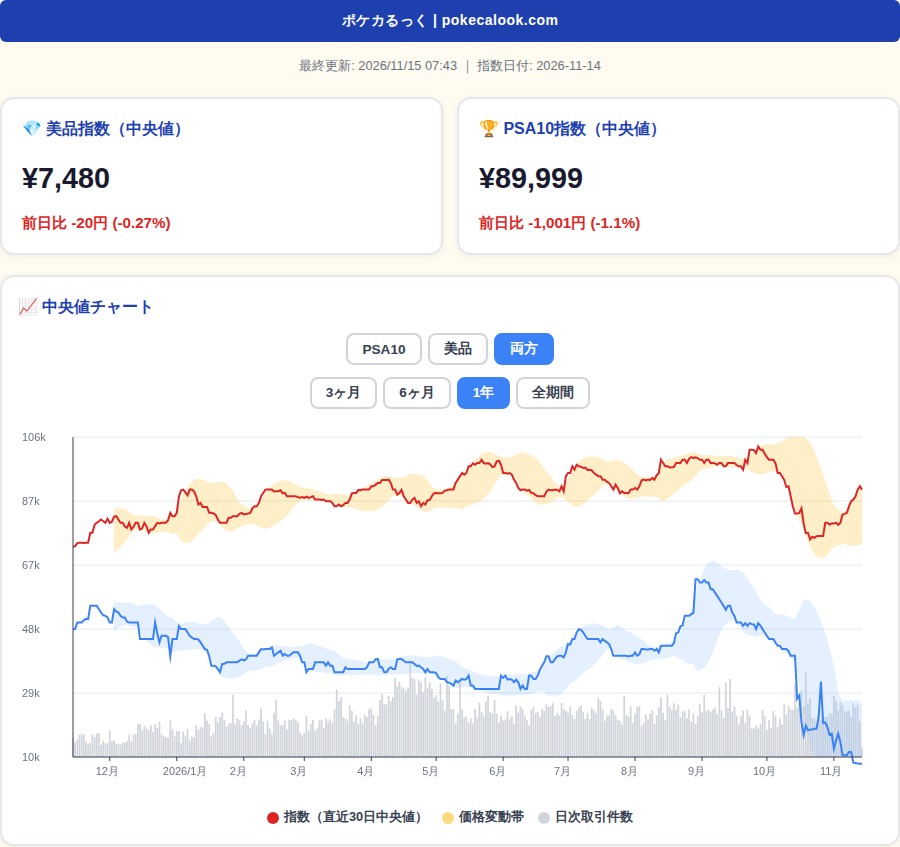 ポケカるっく | pokecalook.com
最終更新: 2026/11/15 07:43 ｜ 指数日付: 2026-11-14
💎 美品指数（中央値）
¥7,480
前日比 -20円 (-0.27%)
🏆 PSA10指数（中央値）
¥89,999
前日比 -1,001円 (-1.1%)
📈 中央値チャート
PSA10 美品 両方
3ヶ月 6ヶ月 1年 全期間
106k
87k
67k
48k
29k
10k
12月 2026/1月 2月 3月 4月 5月 6月 7月 8月 9月 10月 11月
指数（直近30日中央値） 価格変動帯 日次取引件数